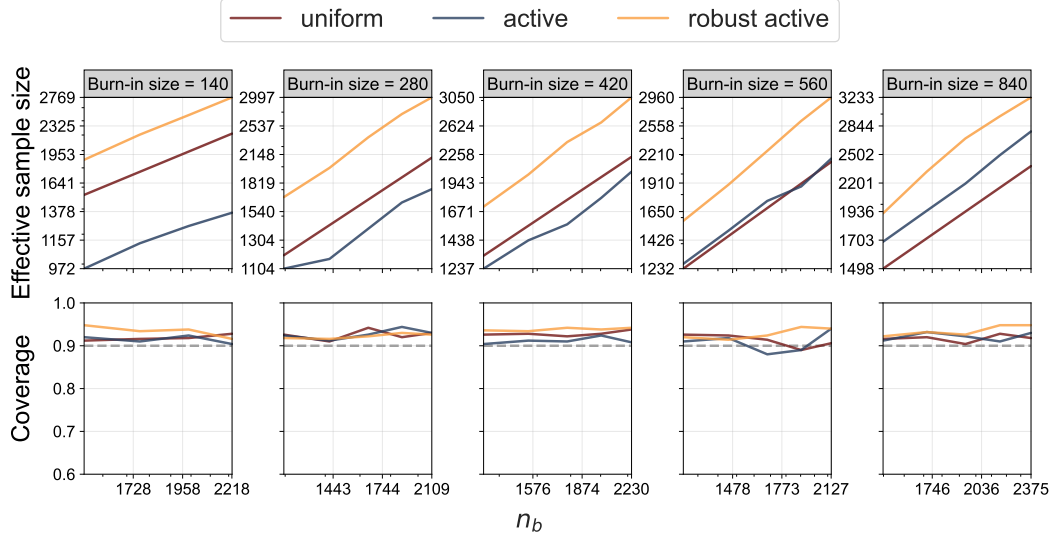 uniform active robust active
Effective sample size
Burn-in size = 140
2769
2325
1953
1641
1378
1157
972
Burn-in size = 280
2997
2537
2148
1819
1540
1304
1104
Burn-in size = 420
3050
2624
2258
1943
1671
1438
1237
Burn-in size = 560
2960
2558
2210
1910
1650
1426
1232
Burn-in size = 840
3233
2844
2502
2201
1936
1703
1498
Coverage
1.0
0.9
0.8
0.7
0.6
1728 1958 2218
1443 1744 2109
1576 1874 2230
1478 1773 2127
1746 2036 2375
n_b